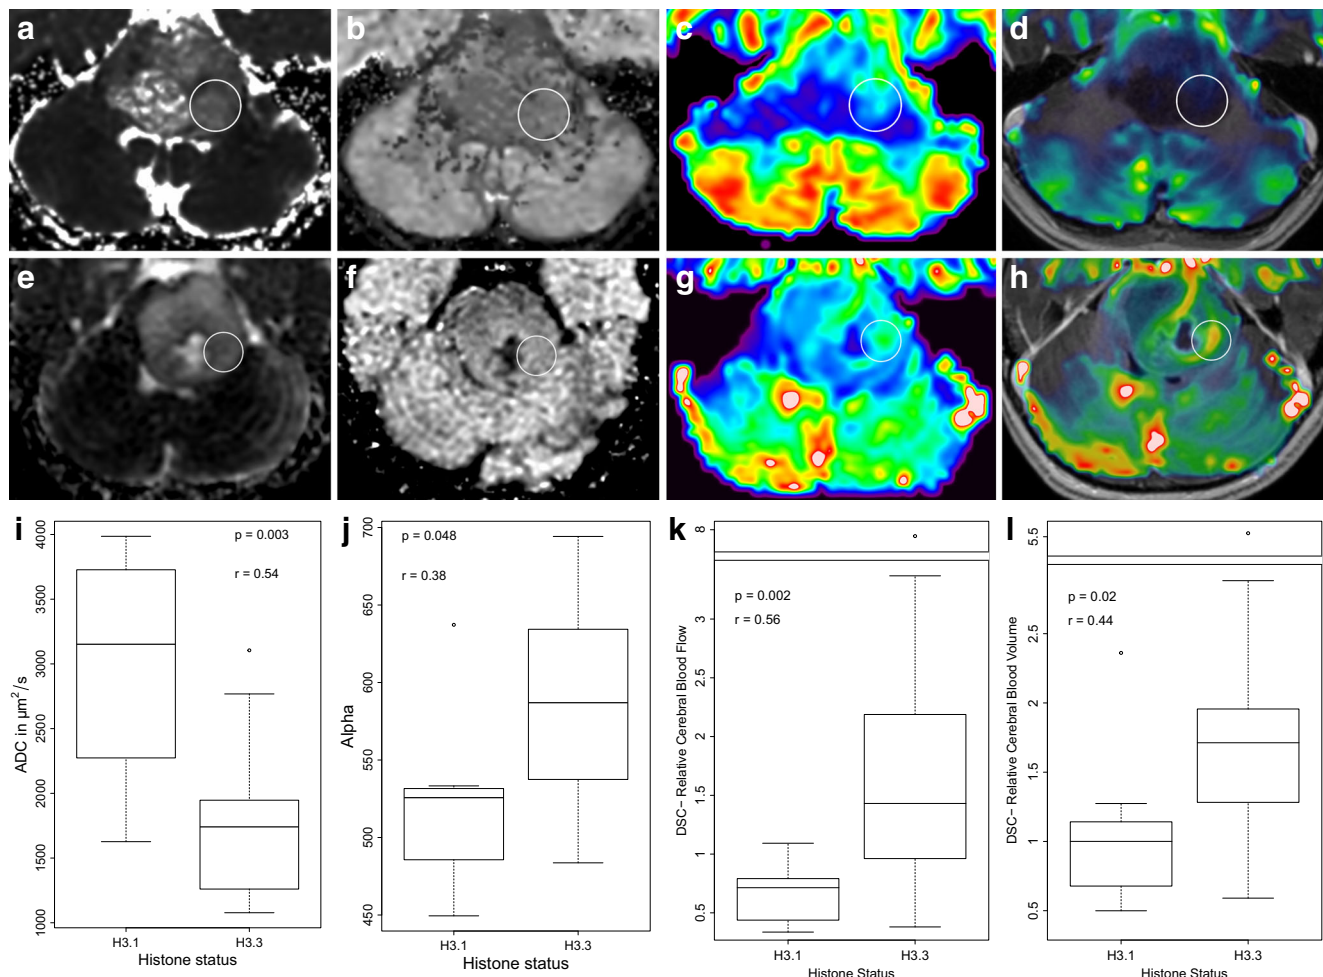 a
b
c
d
e
f
g
h
i
ADC in µm²/s
4000
3500
3000
2500
2000
1500
1000
p = 0.003
r = 0.54
H3.1
H3.3
Histone status
j
Alpha
700
650
600
550
500
450
p = 0.048
r = 0.38
H3.1
H3.3
Histone status
k
DSC− Relative Cerebral Blood Flow
8
3
2
1.5
1
0.5
p = 0.002
r = 0.56
H3.1
H3.3
Histone Status
l
DSC− Relative Cerebral Blood Volume
5.5
2.5
2
1.5
1
0.5
p = 0.02
r = 0.44
H3.1
H3.3
Histone Status